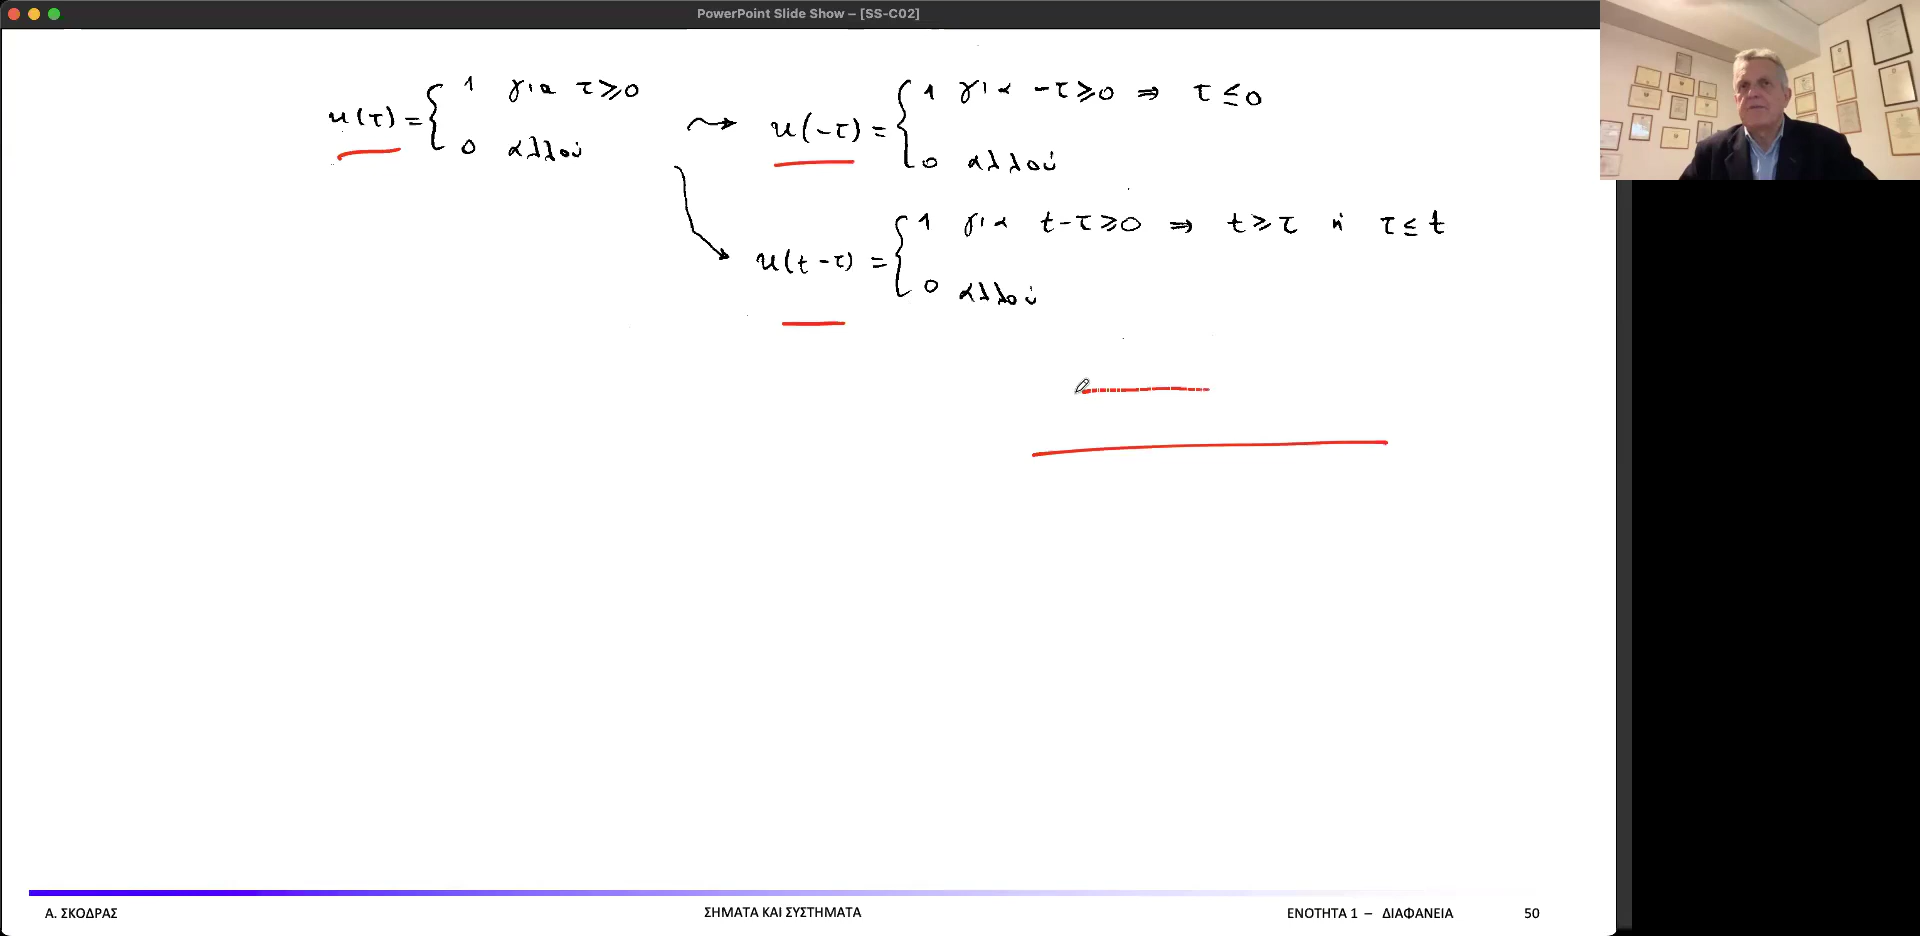 PowerPoint Slide Show – [SS-C02]
u(τ) = { 1 για τ ≥ 0
0 αλλού
u(-τ) = { 1 για -τ ≥ 0 ⇒ τ ≤ 0
0 αλλού
u(t-τ) = { 1 για t-τ ≥ 0 ⇒ t ≥ τ ή τ ≤ t
0 αλλού
Α. ΣΚΟΔΡΑΣ
ΣΗΜΑΤΑ ΚΑΙ ΣΥΣΤΗΜΑΤΑ
ΕΝΟΤΗΤΑ 1 – ΔΙΑΦΑΝΕΙΑ 50